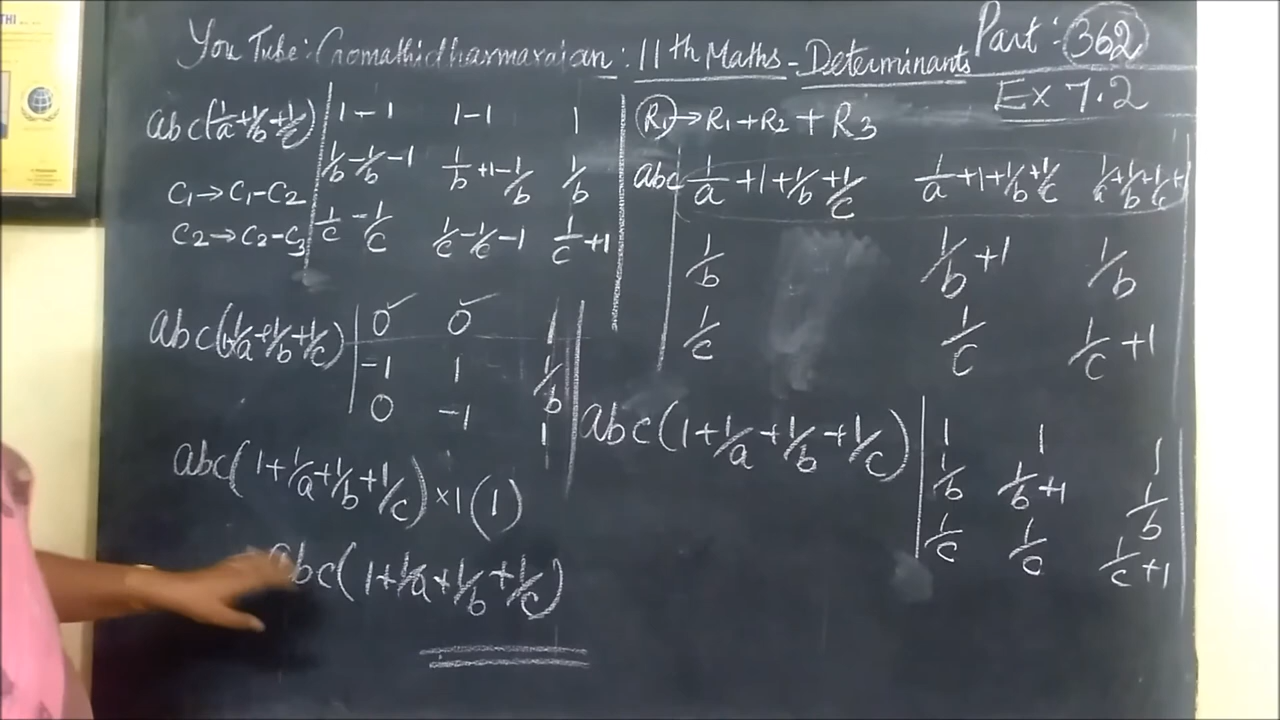 THI
You Tube: Gomathidharmarajan: 11th Maths - Determinants Part: 362
Ex 7.2
R1 → R1 + R2 + R3
abc | 1/a + 1 + 1/b + 1/c   1/a + 1 + 1/b + 1/c   1/a + 1/b + 1/c + 1 |
1/b   1/b + 1   1/b
1/c   1/c   1/c + 1
abc (1 + 1/a + 1/b + 1/c) | 1   1   1 |
1/b   1/b + 1   1/b
1/c   1/c   1/c + 1
abc (1/a + 1/b + 1/c) | 1 - 1   1 - 1   1 |
1/b - 1/b - 1   1/b + 1 - 1/b   1/b
C1 → C1 - C2
C2 → C2 - C3
1/c - 1/c   1/c - 1/c - 1   1/c + 1
abc (1 + 1/a + 1/b + 1/c) | 0   0   1 |
-1   1   1/b
0   -1   1
abc (1 + 1/a + 1/b + 1/c) × 1 (1)
abc (1 + 1/a + 1/b + 1/c)